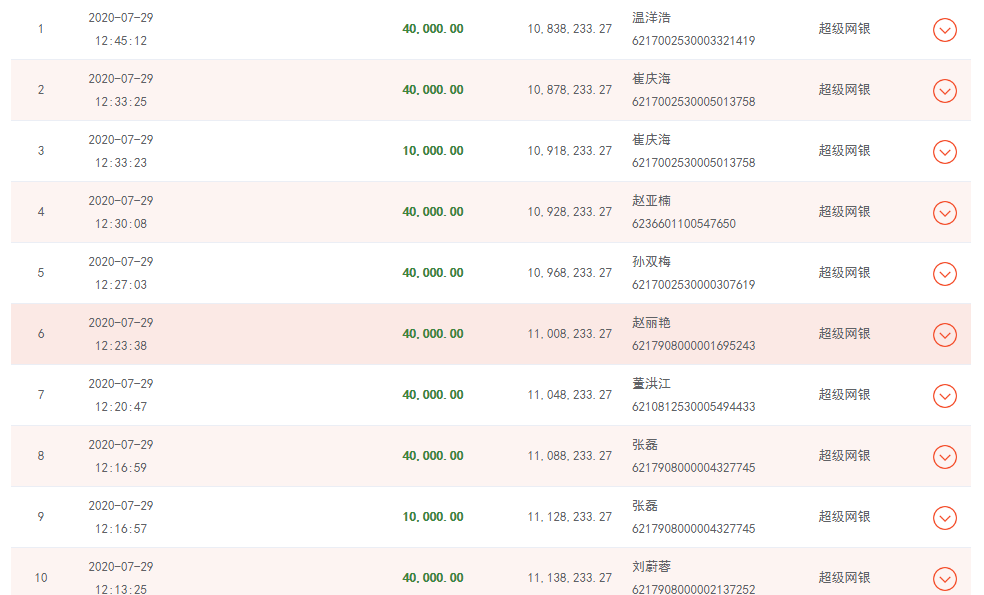 1 2020-07-29 12:45:12 40,000.00 10,838,233.27 温洋浩 6217002530003321419 超级网银
2 2020-07-29 12:33:25 40,000.00 10,878,233.27 崔庆海 6217002530005013758 超级网银
3 2020-07-29 12:33:23 10,000.00 10,918,233.27 崔庆海 6217002530005013758 超级网银
4 2020-07-29 12:30:08 40,000.00 10,928,233.27 赵亚楠 6236601100547650 超级网银
5 2020-07-29 12:27:03 40,000.00 10,968,233.27 孙双梅 6217002530000307619 超级网银
6 2020-07-29 12:23:38 40,000.00 11,008,233.27 赵丽艳 6217908000001695243 超级网银
7 2020-07-29 12:20:47 40,000.00 11,048,233.27 董洪江 6210812530005494433 超级网银
8 2020-07-29 12:16:59 40,000.00 11,088,233.27 张磊 6217908000004327745 超级网银
9 2020-07-29 12:16:57 10,000.00 11,128,233.27 张磊 6217908000004327745 超级网银
10 2020-07-29 12:13:25 40,000.00 11,138,233.27 刘蔚蓉 6217908000002137252 超级网银